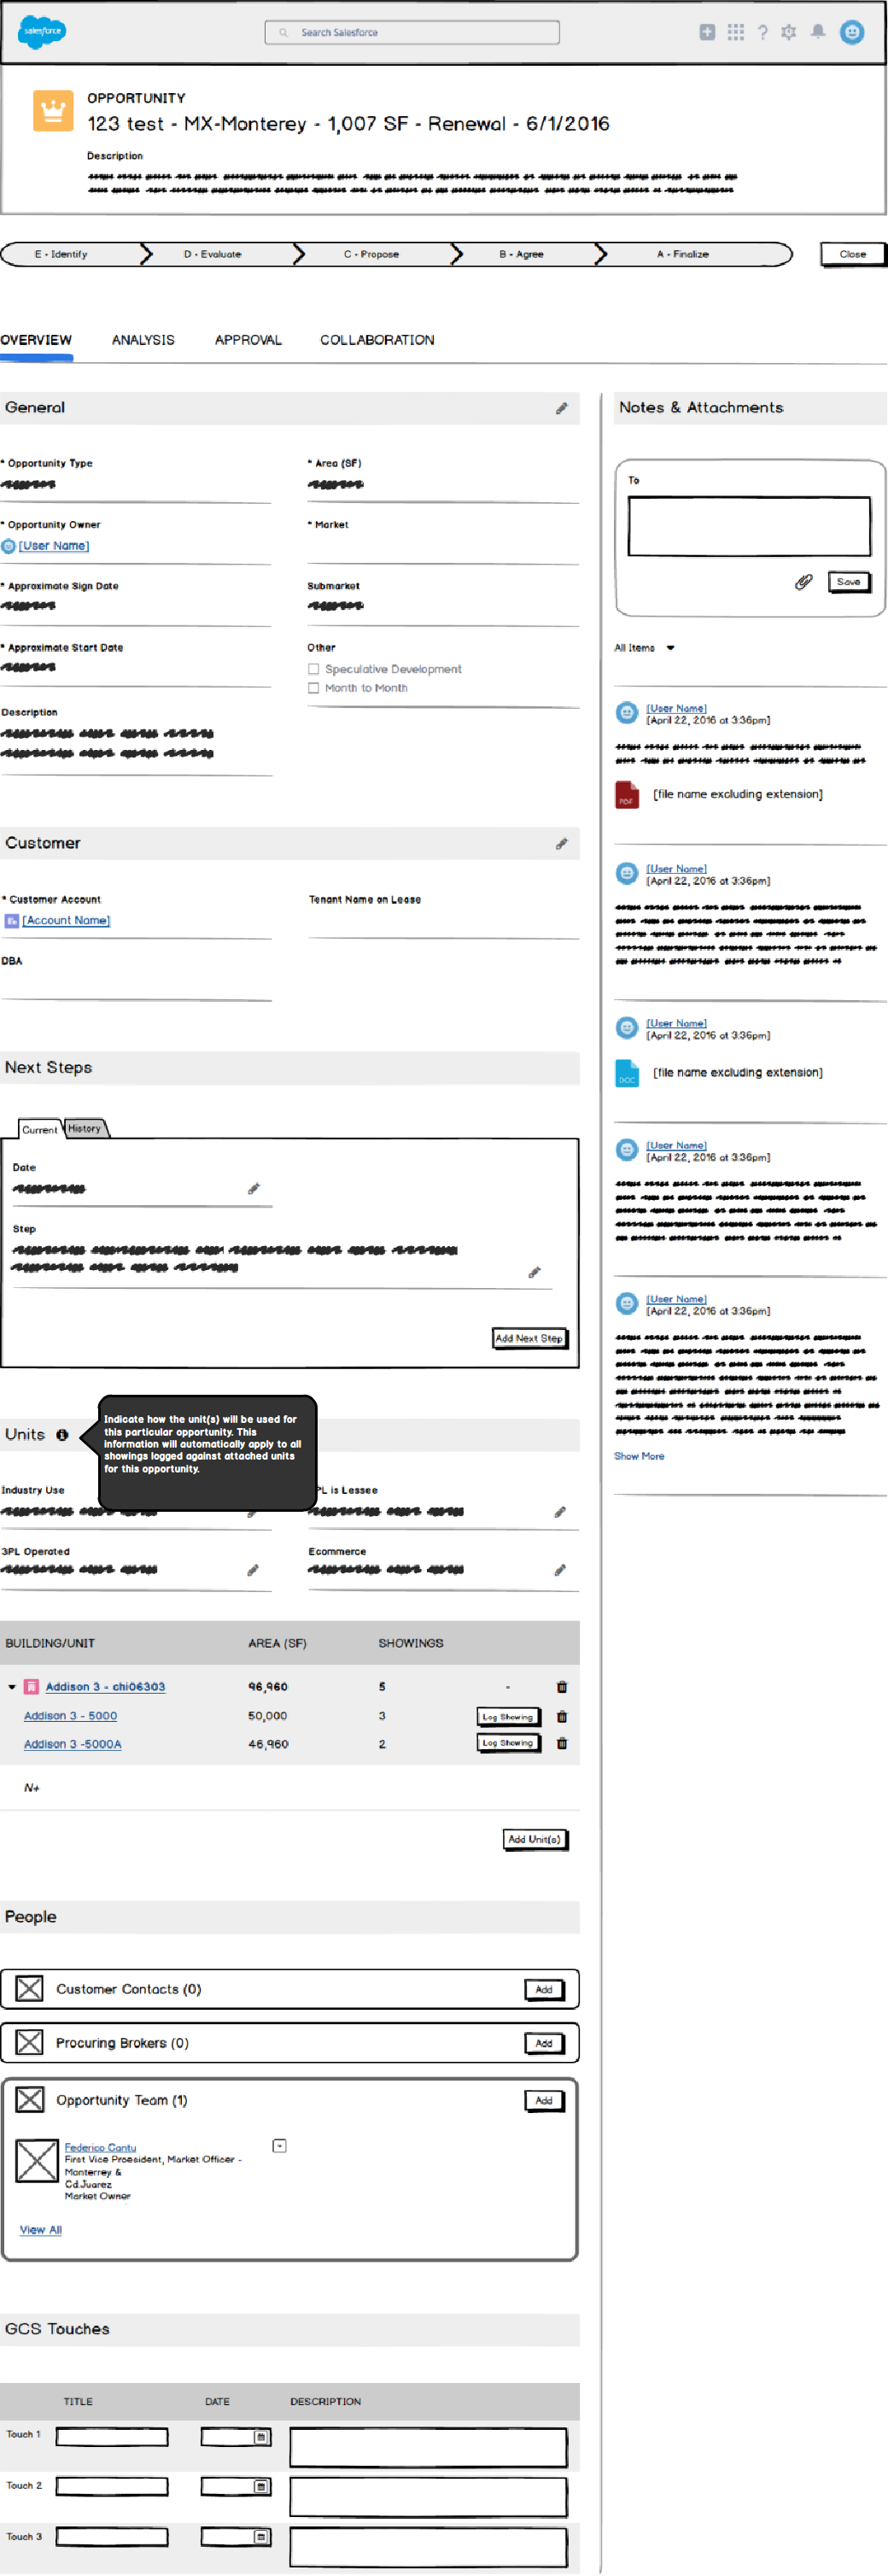 salesforce
Search Salesforce
OPPORTUNITY
123 test - MX-Monterey - 1,007 SF - Renewal - 6/1/2016
Description
E - Identify
D - Evaluate
C - Propose
B - Agree
A - Finalize
Close
OVERVIEW
ANALYSIS
APPROVAL
COLLABORATION
General
* Opportunity Type
* Area (SF)
* Opportunity Owner
[User Name]
* Market
* Approximate Sign Date
Submarket
* Approximate Start Date
Other
Speculative Development
Month to Month
Description
Customer
* Customer Account
[Account Name]
Tenant Name on Lease
DBA
Next Steps
Current
History
Date
Step
Add Next Step
Units
Indicate how the unit(s) will be used for
this particular opportunity. This
information will automatically apply to all
showings logged against attached units
for this opportunity.
Industry Use
PL is Lessee
3PL Operated
Ecommerce
BUILDING/UNIT AREA (SF) SHOWINGS
Addison 3 - chi06303 96,960 5 -
Addison 3 - 5000 50,000 3 Log Showing
Addison 3 -5000A 46,960 2 Log Showing
N+
Add Unit(s)
People
Customer Contacts (0)
Add
Procuring Brokers (0)
Add
Opportunity Team (1)
Add
Federico Cantu
First Vice Proesident, Market Officer -
Monterrey &
Cd.Juarez
Market Owner
View All
GCS Touches
TITLE DATE DESCRIPTION
Touch 1
Touch 2
Touch 3
Notes & Attachments
To
Save
All Items
[User Name]
[April 22, 2016 at 3:36pm]
PDF
[file name excluding extension]
[User Name]
[April 22, 2016 at 3:36pm]
[User Name]
[April 22, 2016 at 3:36pm]
DOC
[file name excluding extension]
[User Name]
[April 22, 2016 at 3:36pm]
[User Name]
[April 22, 2016 at 3:36pm]
Show More